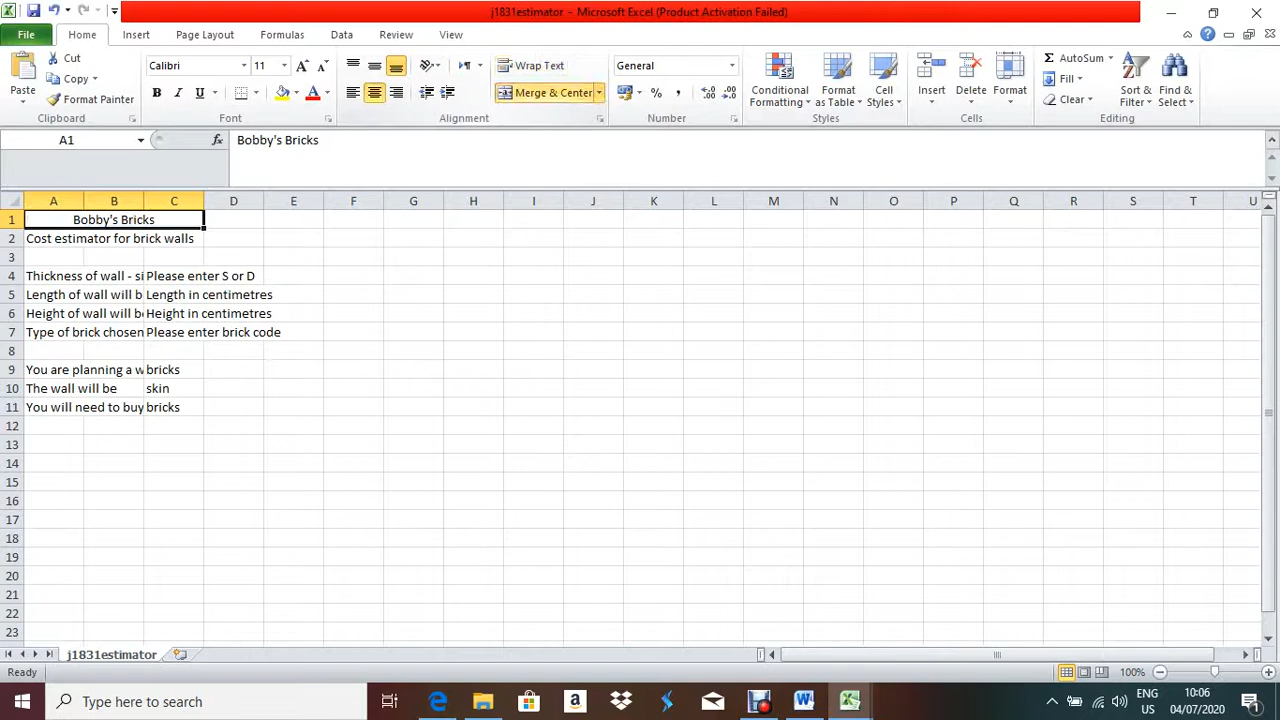 j1831estimator - Microsoft Excel (Product Activation Failed)
File Home Insert Page Layout Formulas Data Review View
Cut
Copy
Format Painter
Paste
Clipboard
Calibri 11
B I U A
Font
Wrap Text
Merge & Center
Alignment
General
% ,
Number
Conditional Formatting
Format as Table
Cell Styles
Styles
Insert
Delete
Format
Cells
Σ AutoSum
Fill
Clear
Sort & Filter
Find & Select
Editing
A1 fx Bobby's Bricks
A B C D E F G H I J K L M N O P Q R S T U
1 Bobby's Bricks
2 Cost estimator for brick walls
3
4 Thickness of wall - si Please enter S or D
5 Length of wall will b Length in centimetres
6 Height of wall will be Height in centimetres
7 Type of brick chosen Please enter brick code
8
9 You are planning a w bricks
10 The wall will be skin
11 You will need to buy bricks
12
13
14
15
16
17
18
19
20
21
22
23
j1831estimator
Ready 100%
Type here to search
ENG
US
10:06
04/07/2020
1